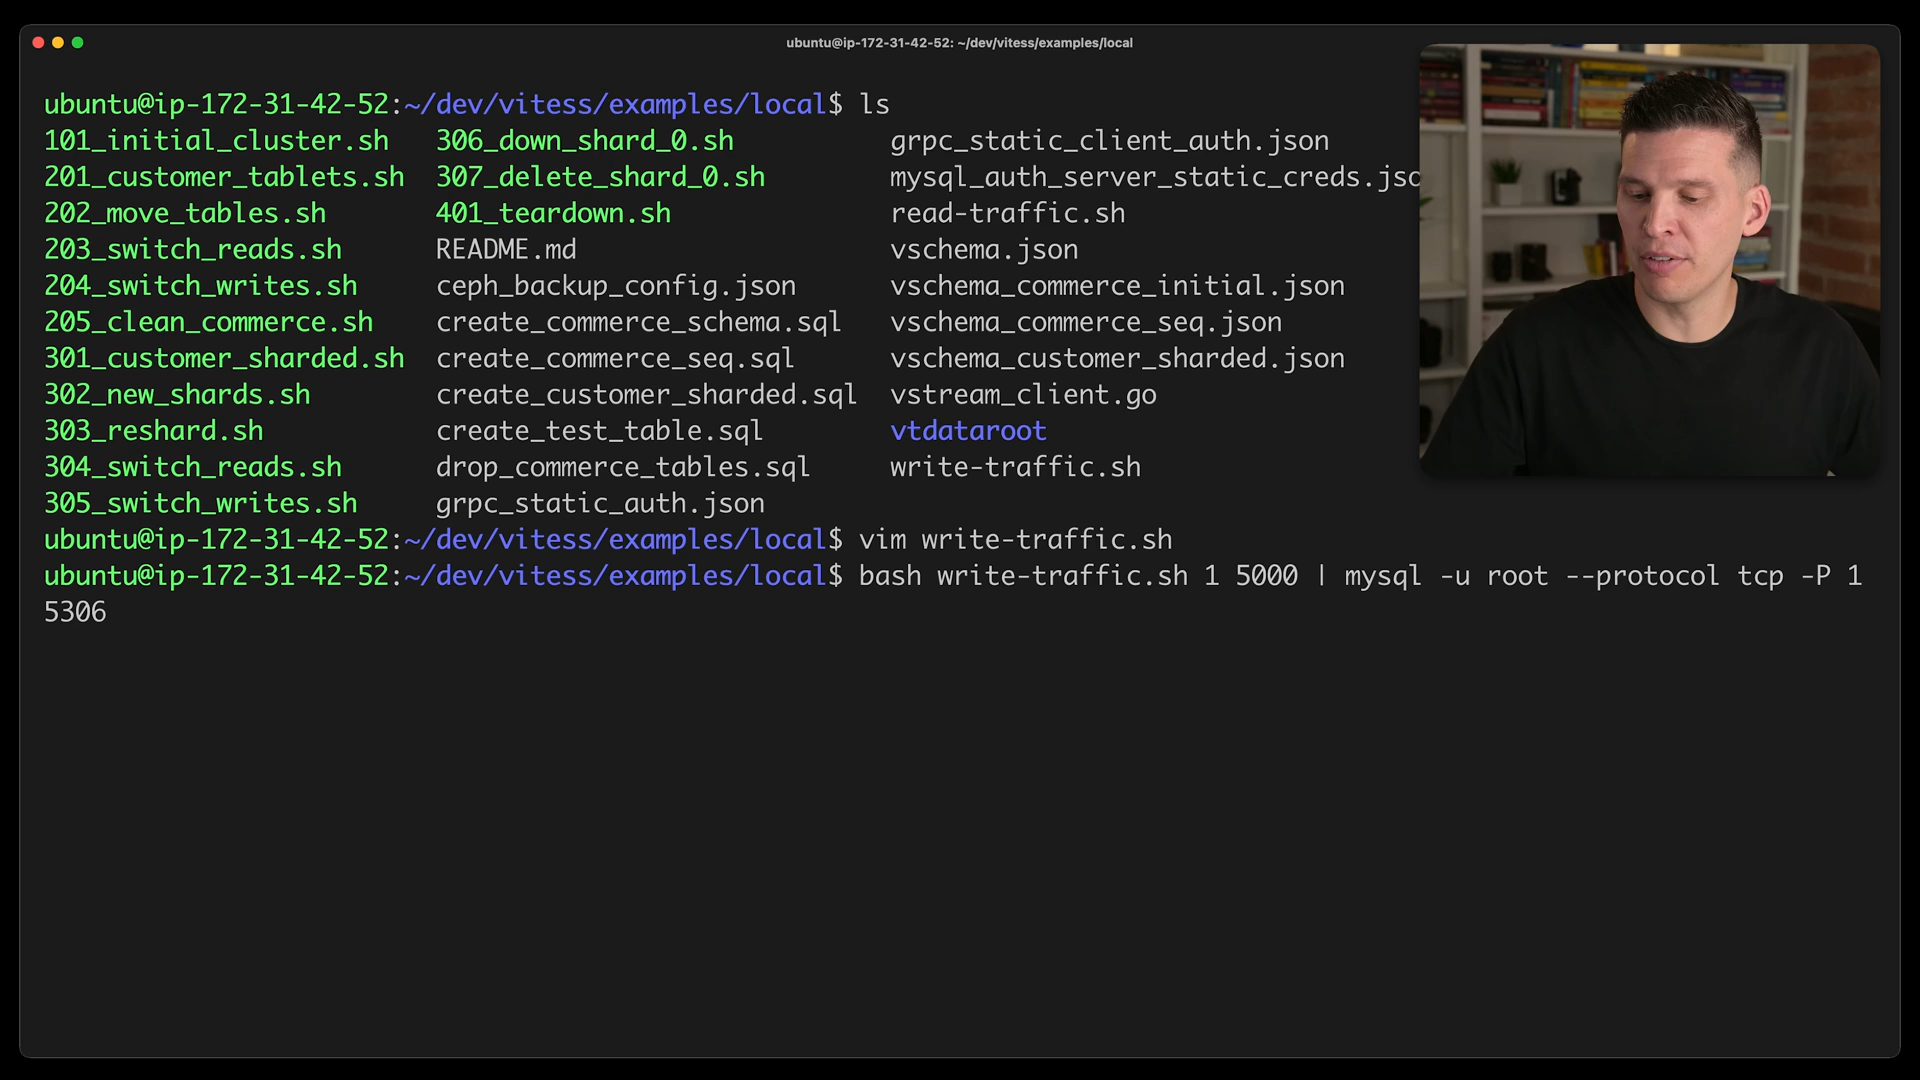 ubuntu@ip-172-31-42-52: ~/dev/vitess/examples/local
ubuntu@ip-172-31-42-52:~/dev/vitess/examples/local$ ls
101_initial_cluster.sh 306_down_shard_0.sh grpc_static_client_auth.json
201_customer_tablets.sh 307_delete_shard_0.sh mysql_auth_server_static_creds.jso
202_move_tables.sh 401_teardown.sh read-traffic.sh
203_switch_reads.sh README.md vschema.json
204_switch_writes.sh ceph_backup_config.json vschema_commerce_initial.json
205_clean_commerce.sh create_commerce_schema.sql vschema_commerce_seq.json
301_customer_sharded.sh create_commerce_seq.sql vschema_customer_sharded.json
302_new_shards.sh create_customer_sharded.sql vstream_client.go
303_reshard.sh create_test_table.sql vtdataroot
304_switch_reads.sh drop_commerce_tables.sql write-traffic.sh
305_switch_writes.sh grpc_static_auth.json
ubuntu@ip-172-31-42-52:~/dev/vitess/examples/local$ vim write-traffic.sh
ubuntu@ip-172-31-42-52:~/dev/vitess/examples/local$ bash write-traffic.sh 1 5000 | mysql -u root --protocol tcp -P 1
5306